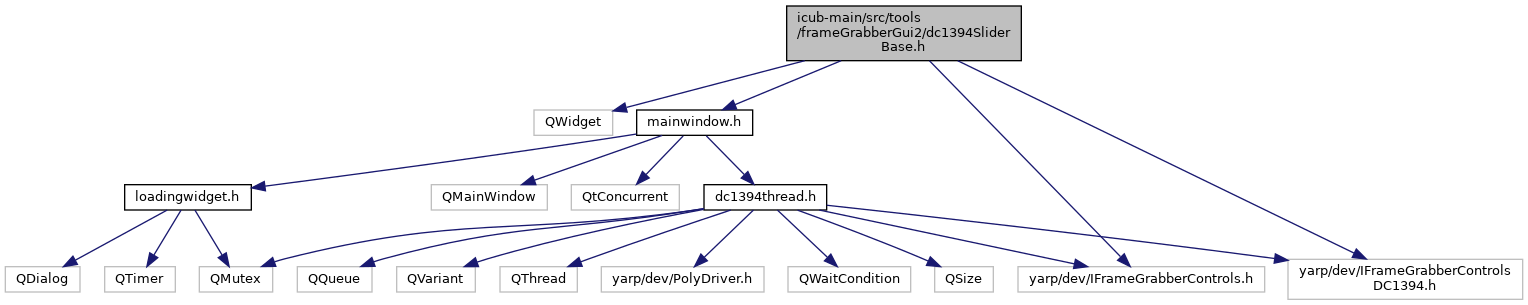 icub-main/src/tools
/frameGrabberGui2/dc1394Slider
Base.h
QWidget
mainwindow.h
loadingwidget.h
QMainWindow
QtConcurrent
dc1394thread.h
QDialog
QTimer
QMutex
QQueue
QVariant
QThread
yarp/dev/PolyDriver.h
QWaitCondition
QSize
yarp/dev/IFrameGrabberControls.h
yarp/dev/IFrameGrabberControls
DC1394.h